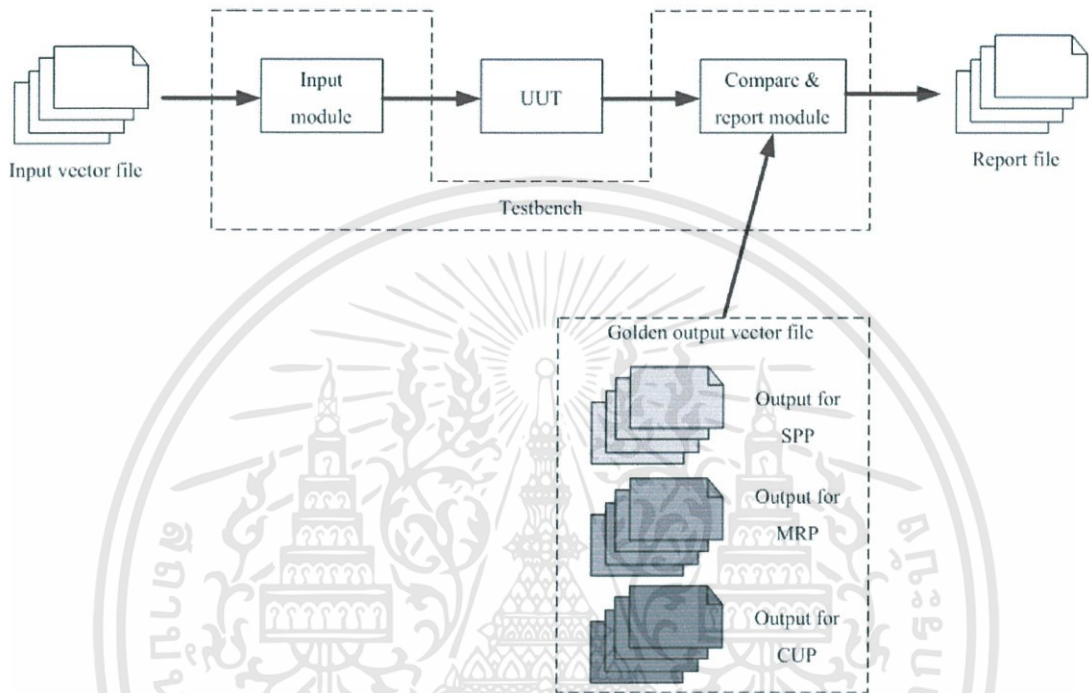 Input
module
UUT
Compare &
report module
Input vector file
Report file
Testbench
Golden output vector file
Output for
SPP
Output for
MRP
Output for
CUP